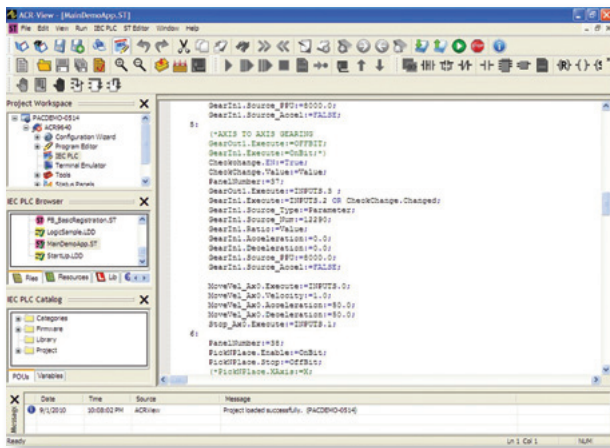 ACR-View - [MainDemoApp.ST]
File Edit View Run IEC PLC ST Editor Window Help
Project Workspace
PACDEMO-0514
ACR9640
Configuration Wizard
Program Editor
IEC PLC
Terminal Emulator
Tools
Status Panels
IEC PLC Browser
FB_BasicRegistration.ST
LogicSample.LDD
MainDemoApp.ST
StartUp.LDD
Files Resources Lib
IEC PLC Catalog
Categories
Firmware
Library
Project
POUs Variables
GearIn1.Source_PPU:=8000.0;
GearIn1.Source_Accel:=FALSE;
5:
(*AXIS TO AXIS GEARING
GearOut1.Execute:=OFFBIT;
GearIn1.Execute:=OnBit;*)
Checkchange.EN:=True;
CheckChange.Value:=Value;
PanelNumber:=37;
GearOut1.Execute:=INPUTS.3 ;
GearIn1.Execute:=INPUTS.2 OR CheckChange.Changed;
GearIn1.Source_Type:=Parameter;
GearIn1.Source_Num:=12290;
GearIn1.Ratio:=Value;
GearIn1.Acceleration:=0.0;
GearIn1.Deceleration:=0.0;
GearIn1.Source_PPU:=8000.0;
GearIn1.Source_Accel:=FALSE;
MoveVel_Ax0.Execute:=INPUTS.0;
MoveVel_Ax0.Velocity:=1.0;
MoveVel_Ax0.Acceleration:=50.0;
MoveVel_Ax0.Deceleration:=50.0;
Stop_Ax0.Execute:=INPUTS.1;
6:
PanelNumber:=38;
PickNPlace.Enable:=OnBit;
PickNPlace.Stop:=OffBit;
(*PickNPlace.XAxis:=X;
Messages
Date Time Source Message
9/1/2010 10:08:02 PM ACRView Project loaded successfully. (PACDEMO-0514)
Ready Ln 1 Col 1 NUM